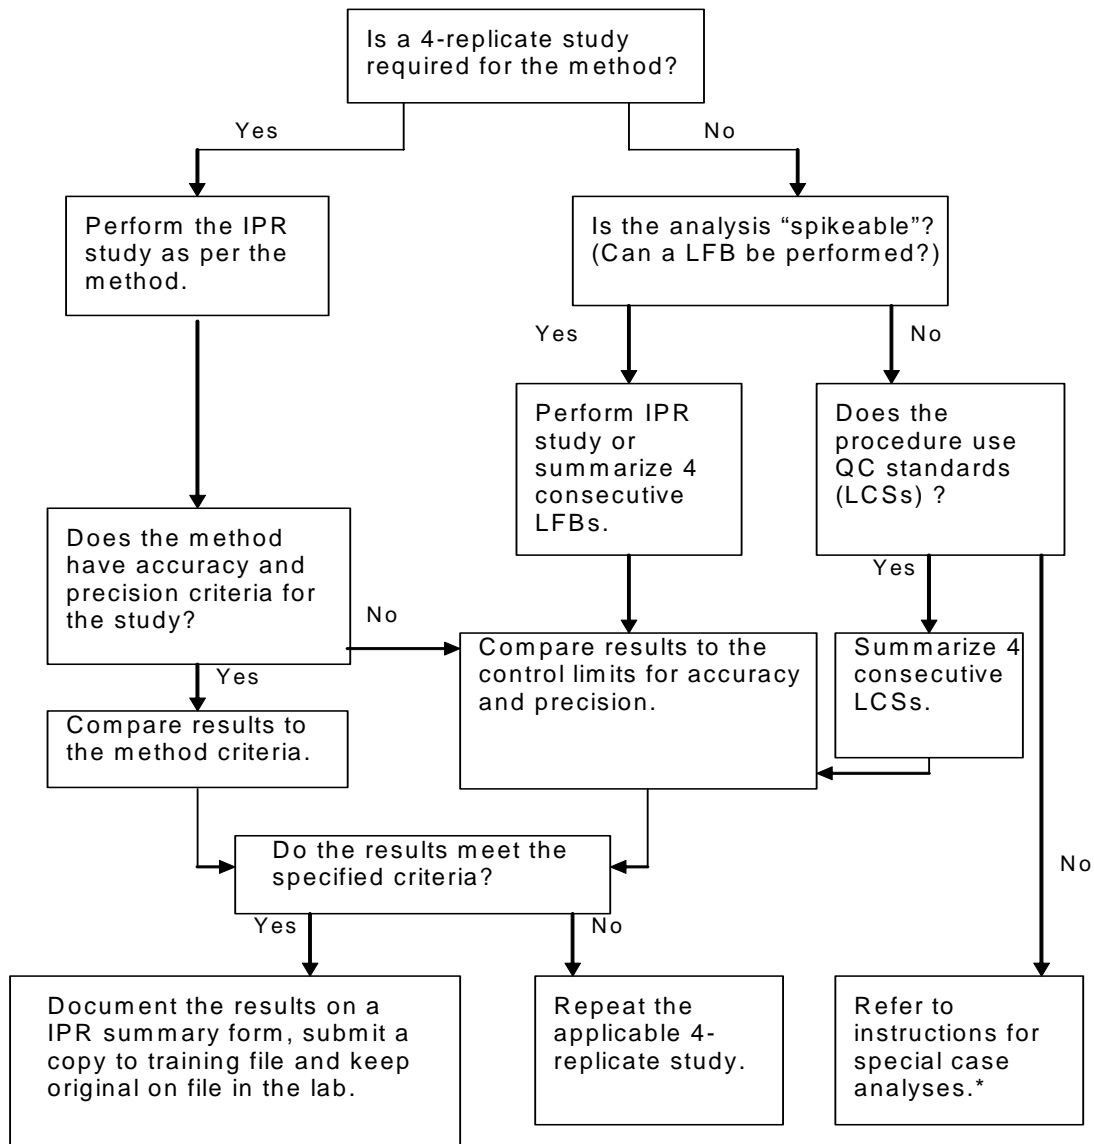 Is a 4-replicate study
required for the method?
Yes
No
Perform the IPR
study as per the
method.
Is the analysis “spikeable”?
(Can a LFB be performed?)
Yes
No
Perform IPR
study or
summarize 4
consecutive
LFBs.
Does the
procedure use
QC standards
(LCSs) ?
Does the method
have accuracy and
precision criteria for
the study?
No
Yes
Yes
Compare results to the
control limits for accuracy
and precision.
Summarize 4
consecutive
LCSs.
Compare results to
the method criteria.
Do the results meet the
specified criteria?
No
Yes
No
Document the results on a
IPR summary form, submit a
copy to training file and keep
original on file in the lab.
Repeat the
applicable 4-
replicate study.
Refer to
instructions for
special case
analyses.*